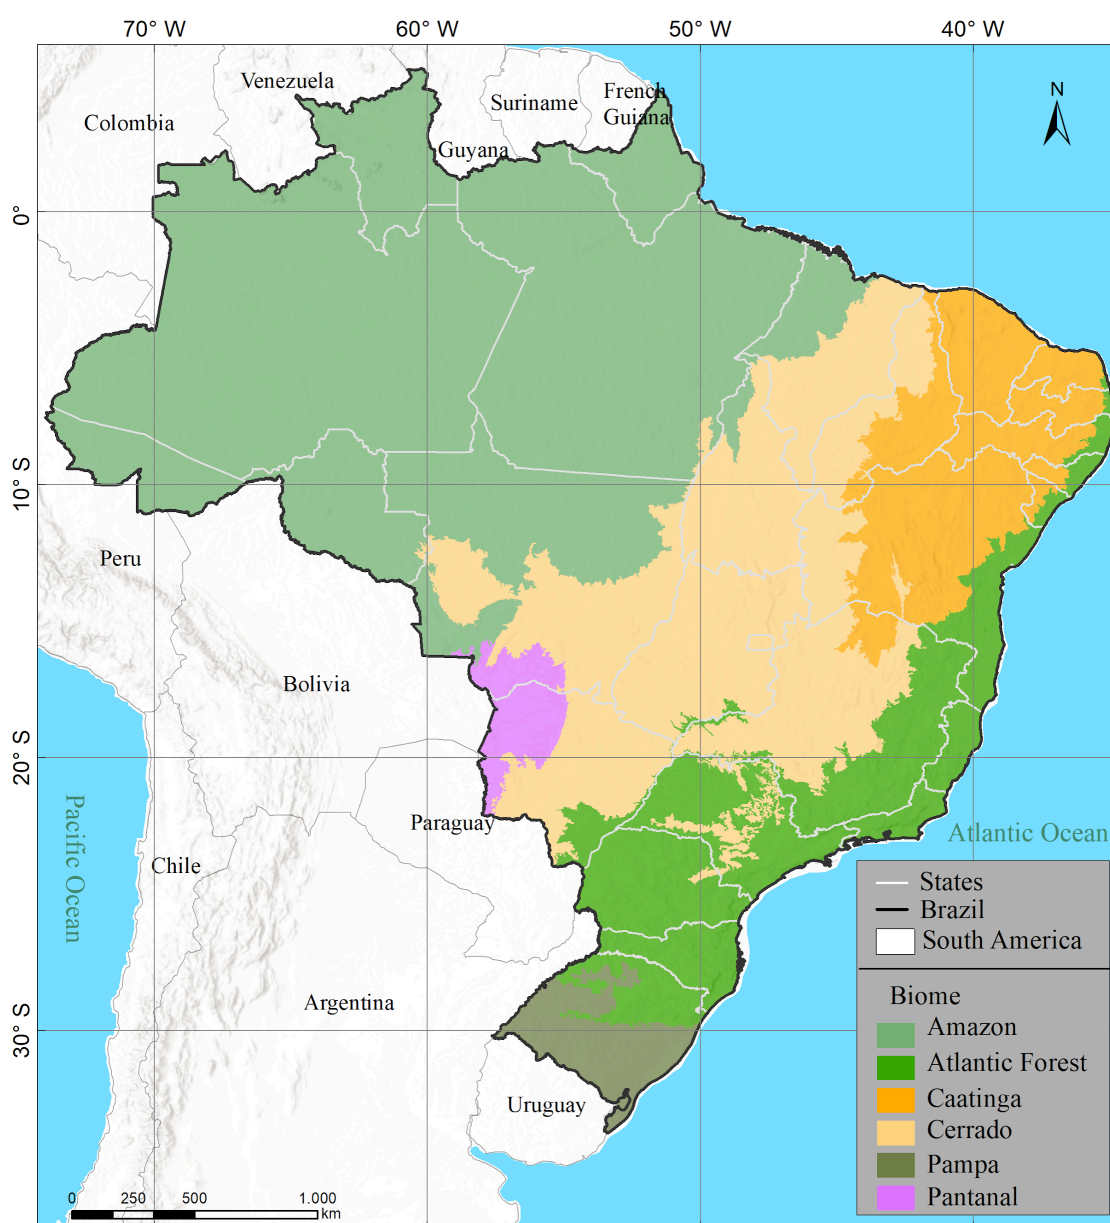 70° W
60° W
50° W
40° W
Venezuela
French
Guiana
Suriname
Colombia
Guyana
N
0°
10° S
Peru
Bolivia
20° S
Pacific Ocean
Paraguay
Atlantic Ocean
Chile
States
Brazil
South America
Argentina
Biome
30° S
Amazon
Atlantic Forest
Caatinga
Uruguay
Cerrado
Pampa
Pantanal
0 250 500 1.000
km